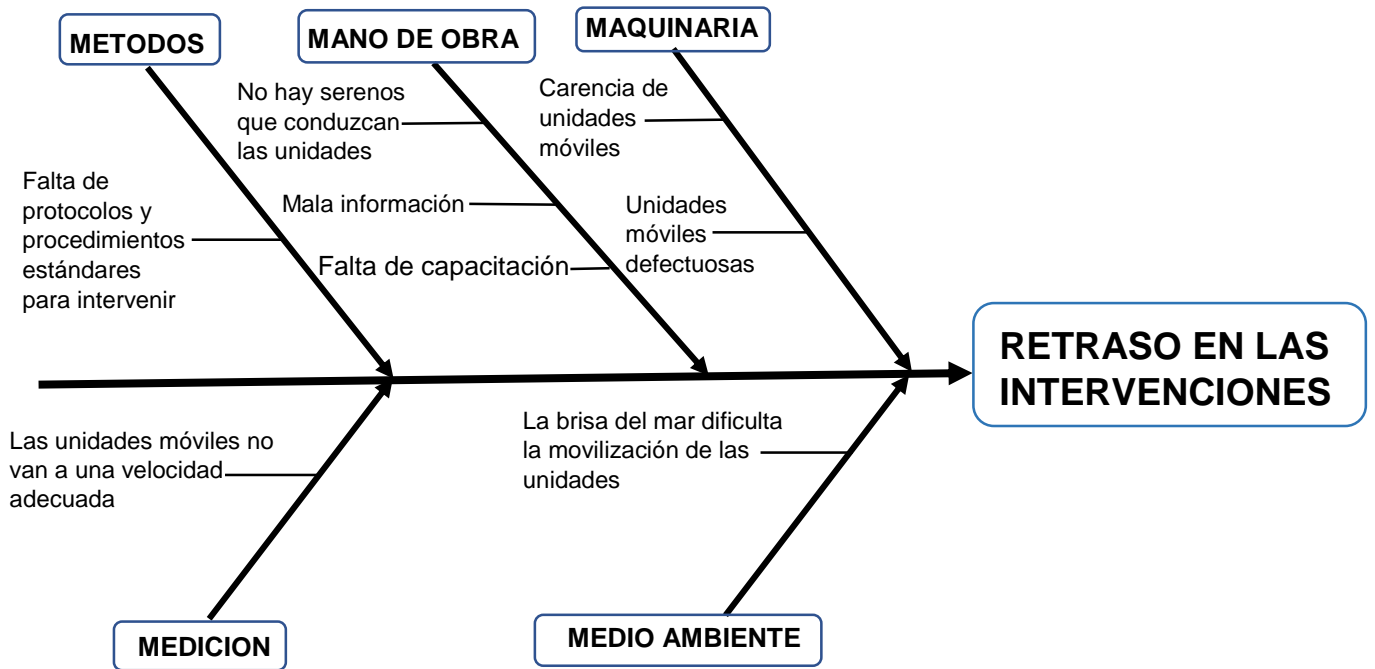 METODOS
MANO DE OBRA
MAQUINARIA
No hay serenos
que conduzcan
las unidades
Carencia de
unidades
móviles
Falta de
protocolos y
procedimientos
estándares
para intervenir
Mala información
Unidades
móviles
defectuosas
Falta de capacitación
RETRASO EN LAS
INTERVENCIONES
Las unidades móviles no
van a una velocidad
adecuada
La brisa del mar dificulta
la movilización de las
unidades
MEDICION
MEDIO AMBIENTE